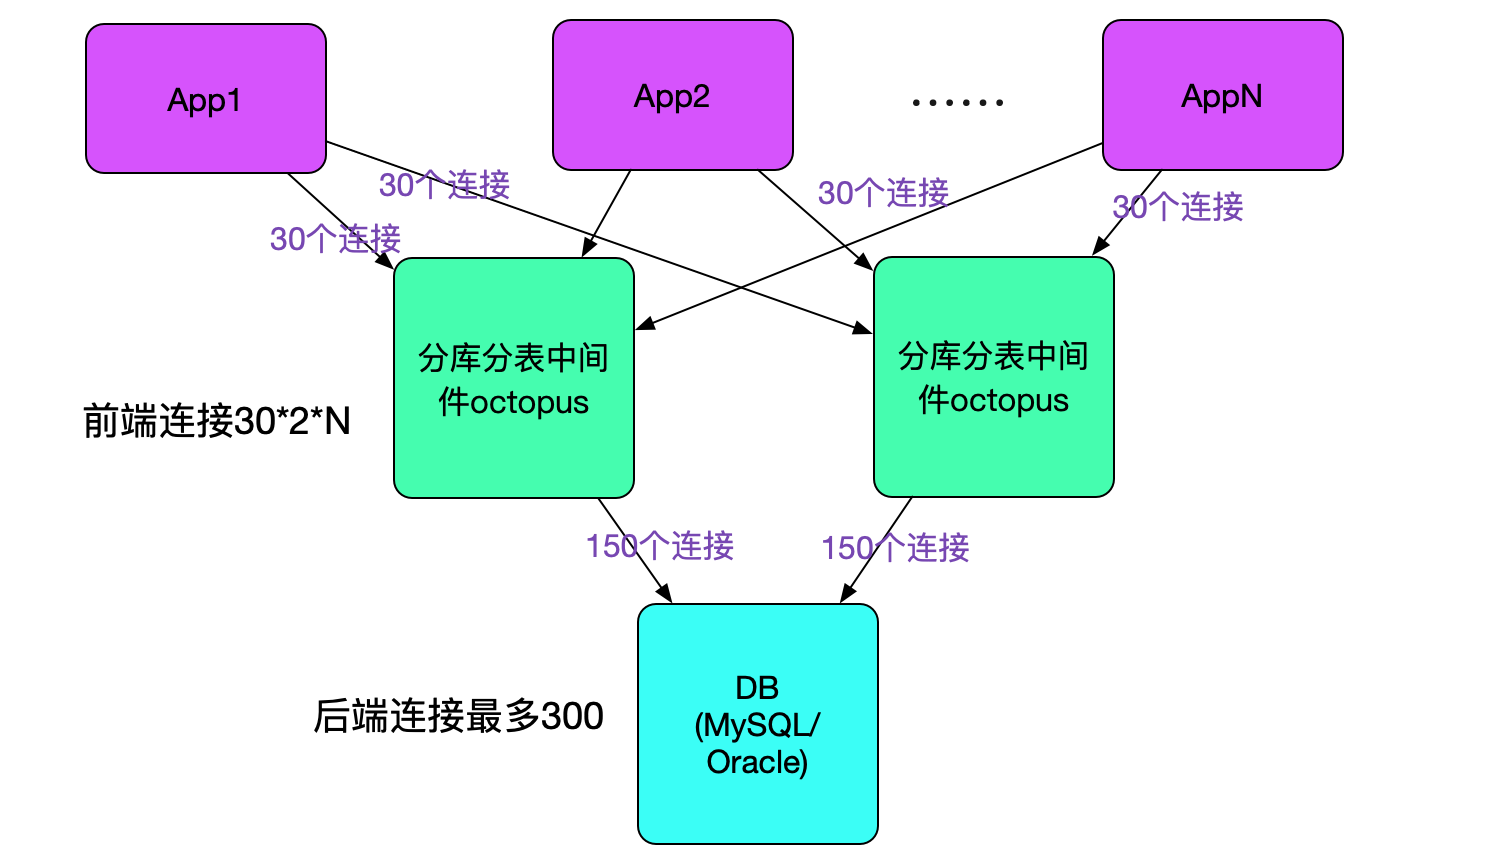 App1
App2
······
AppN
30个连接
30个连接
30个连接
30个连接
分库分表中间
件octopus
分库分表中间
件octopus
前端连接30*2*N
150个连接
150个连接
后端连接最多300
DB
(MySQL/
Oracle)